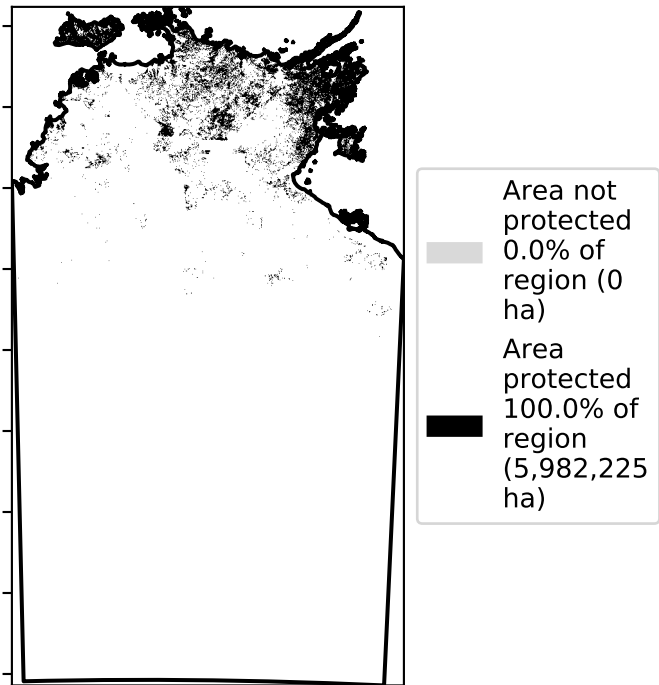 Area not
protected
0.0% of
region (0
ha)
Area
protected
100.0% of
region
(5,982,225
ha)